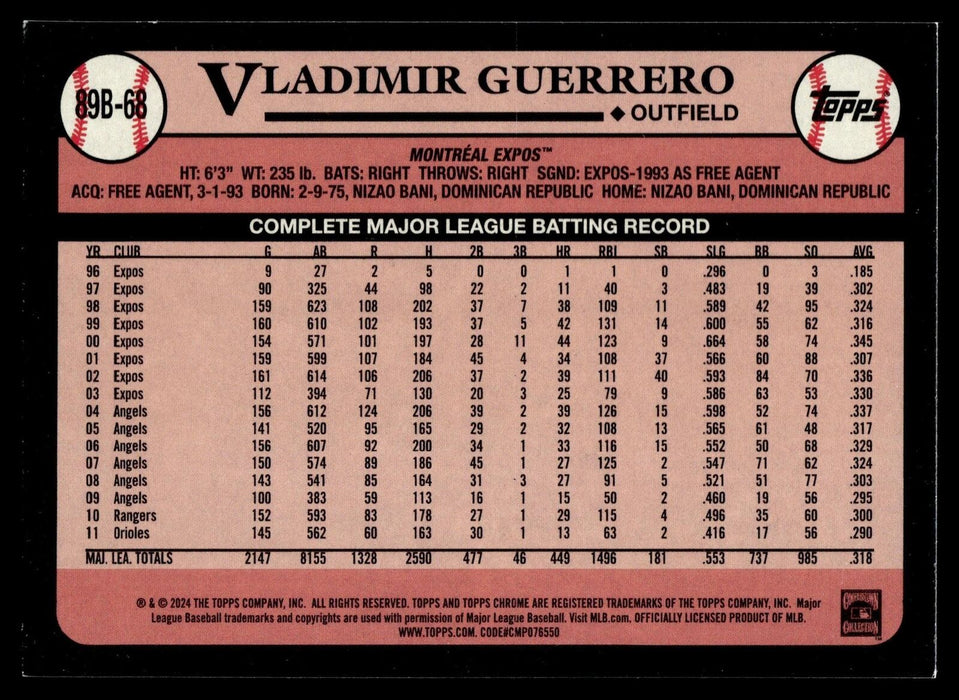 89B-68
VLADIMIR GUERRERO
◆ OUTFIELD
Topps®
MONTRÉAL EXPOS™
HT: 6'3" WT: 235 lb. BATS: RIGHT THROWS: RIGHT SGND: EXPOS-1993 AS FREE AGENT
ACQ: FREE AGENT, 3-1-93 BORN: 2-9-75, NIZAO BANI, DOMINICAN REPUBLIC HOME: NIZAO BANI, DOMINICAN REPUBLIC
COMPLETE MAJOR LEAGUE BATTING RECORD
YR CLUB G AB R H 2B 3B HR RBI SB SLG BB SO AVG
96 Expos 9 27 2 5 0 0 1 1 0 .296 0 3 .185
97 Expos 90 325 44 98 22 2 11 40 3 .483 19 39 .302
98 Expos 159 623 108 202 37 7 38 109 11 .589 42 95 .324
99 Expos 160 610 102 193 37 5 42 131 14 .600 55 62 .316
00 Expos 154 571 101 197 28 11 44 123 9 .664 58 74 .345
01 Expos 159 599 107 184 45 4 34 108 37 .566 60 88 .307
02 Expos 161 614 106 206 37 2 39 111 40 .593 84 70 .336
03 Expos 112 394 71 130 20 3 25 79 9 .586 63 53 .330
04 Angels 156 612 124 206 39 2 39 126 15 .598 52 74 .337
05 Angels 141 520 95 165 29 2 32 108 13 .565 61 48 .317
06 Angels 156 607 92 200 34 1 33 116 15 .552 50 68 .329
07 Angels 150 574 89 186 45 1 27 125 2 .547 71 62 .324
08 Angels 143 541 85 164 31 3 27 91 5 .521 51 77 .303
09 Angels 100 383 59 113 16 1 15 50 2 .460 19 56 .295
10 Rangers 152 593 83 178 27 1 29 115 4 .496 35 60 .300
11 Orioles 145 562 60 163 30 1 13 63 2 .416 17 56 .290
MAJ. LEA. TOTALS 2147 8155 1328 2590 477 46 449 1496 181 .553 737 985 .318
® & © 2024 THE TOPPS COMPANY, INC. ALL RIGHTS RESERVED. TOPPS AND TOPPS CHROME ARE REGISTERED TRADEMARKS OF THE TOPPS COMPANY, INC. Major
League Baseball trademarks and copyrights are used with permission of Major League Baseball. Visit MLB.com. OFFICIALLY LICENSED PRODUCT OF MLB.
WWW.TOPPS.COM. CODE#CMP076550
COOPERSTOWN
COLLECTION
™